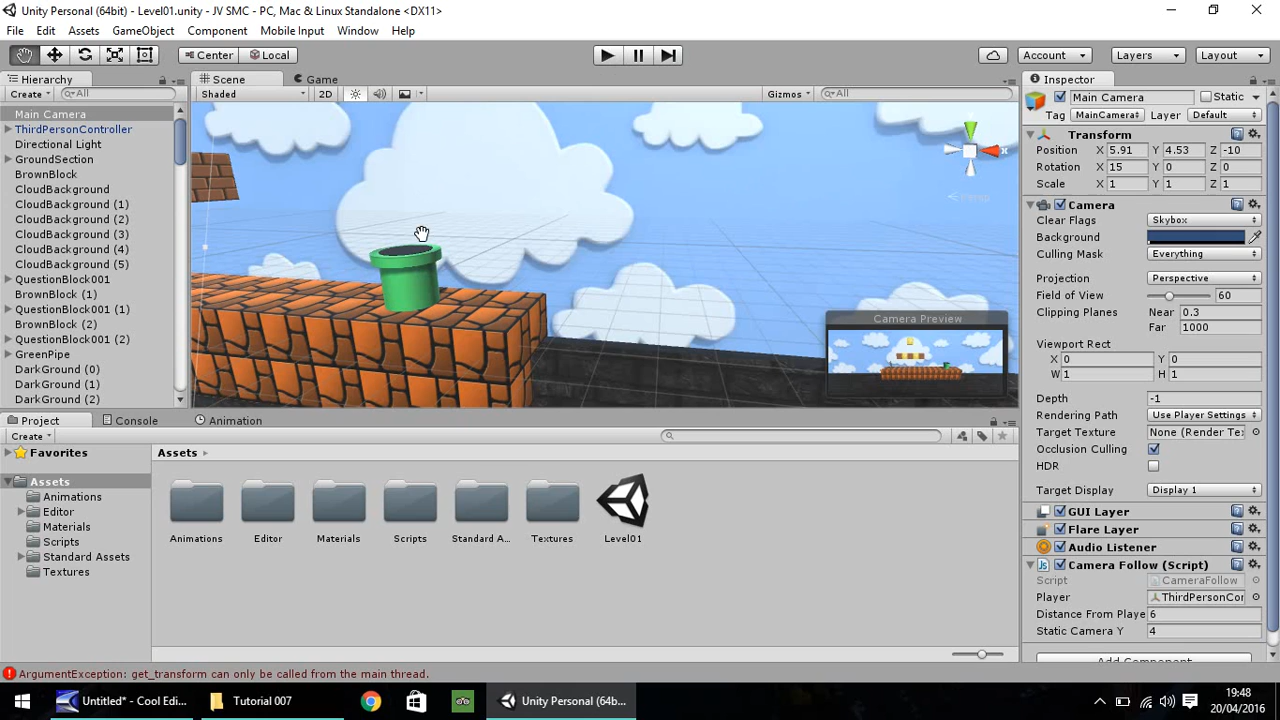 Unity Personal (64bit) - Level01.unity - JV SMC - PC, Mac & Linux Standalone <DX11>
File Edit Assets GameObject Component Mobile Input Window Help
Center Local Account Layers Layout
Hierarchy Scene Game Inspector
Create All Shaded 2D Gizmos All Main Camera Static
Tag MainCamera Layer Default
Main Camera
ThirdPersonController
Directional Light
GroundSection
BrownBlock
CloudBackground
CloudBackground (1)
CloudBackground (2)
CloudBackground (3)
CloudBackground (4)
CloudBackground (5)
QuestionBlock001
BrownBlock (1)
QuestionBlock001 (1)
BrownBlock (2)
QuestionBlock001 (2)
GreenPipe
DarkGround (0)
DarkGround (1)
DarkGround (2)
x
Persp
Camera Preview
Transform
Position X 5.91 Y 4.53 Z -10
Rotation X 15 Y 0 Z 0
Scale X 1 Y 1 Z 1
Camera
Clear Flags Skybox
Background
Culling Mask Everything
Projection Perspective
Field of View 60
Clipping Planes Near 0.3
Far 1000
Viewport Rect
X 0 Y 0
W 1 H 1
Depth -1
Rendering Path Use Player Settings
Target Texture None (Render Tex
Occlusion Culling
HDR
Target Display Display 1
GUI Layer
Flare Layer
Audio Listener
Camera Follow (Script)
Script CameraFollow
Player ThirdPersonCor
Distance From Playe 6
Static Camera Y 4
Add Component
Project Console Animation
Create
Favorites
Assets
Animations
Editor
Materials
Scripts
Standard Assets
Textures
Assets
Animations Editor Materials Scripts Standard A... Textures Level01
ArgumentException: get_transform can only be called from the main thread.
Untitled* - Cool Edi... Tutorial 007 Unity Personal (64b...
19:48
20/04/2016